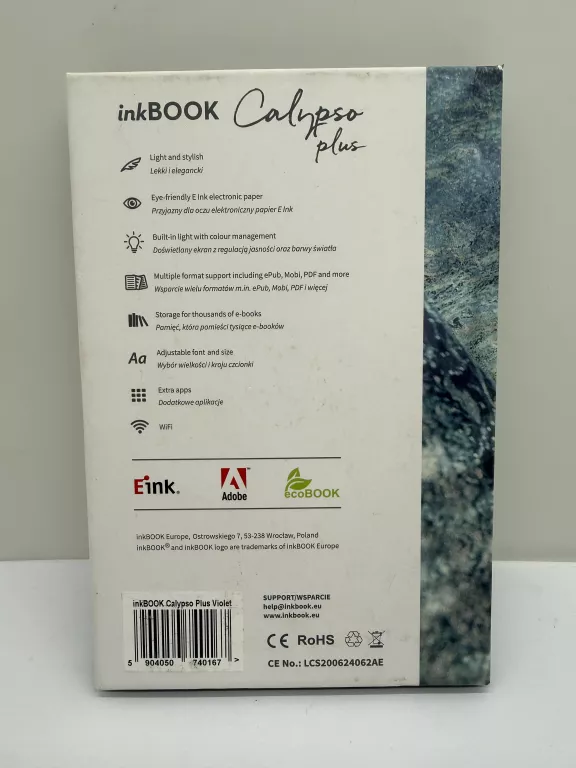 inkBOOK Calypso
plus
Light and stylish
Lekki i elegancki
Eye-friendly E Ink electronic paper
Przyjazny dla oczu elektroniczny papier E Ink
Built-in light with colour management
Doświetlany ekran z regulacją jasności oraz barwy światła
Multiple format support including ePub, Mobi, PDF and more
Wsparcie wielu formatów m.in. ePub, Mobi, PDF i więcej
Storage for thousands of e-books
Pamięć, która pomieści tysiące e-booków
Aa
Adjustable font and size
Wybór wielkości i kroju czcionki
Extra apps
Dodatkowe aplikacje
WiFi
Eink® Adobe ecoBOOK
inkBOOK Europe, Ostrowskiego 7, 53-238 Wrocław, Poland
inkBOOK® and inkBOOK logo are trademarks of inkBOOK Europe
inkBOOK Calypso Plus Violet
5 904050 740167 >
SUPPORT/WSPARCIE
help@inkbook.eu
www.inkbook.eu
CE RoHS
CE No.: LCS200624062AE